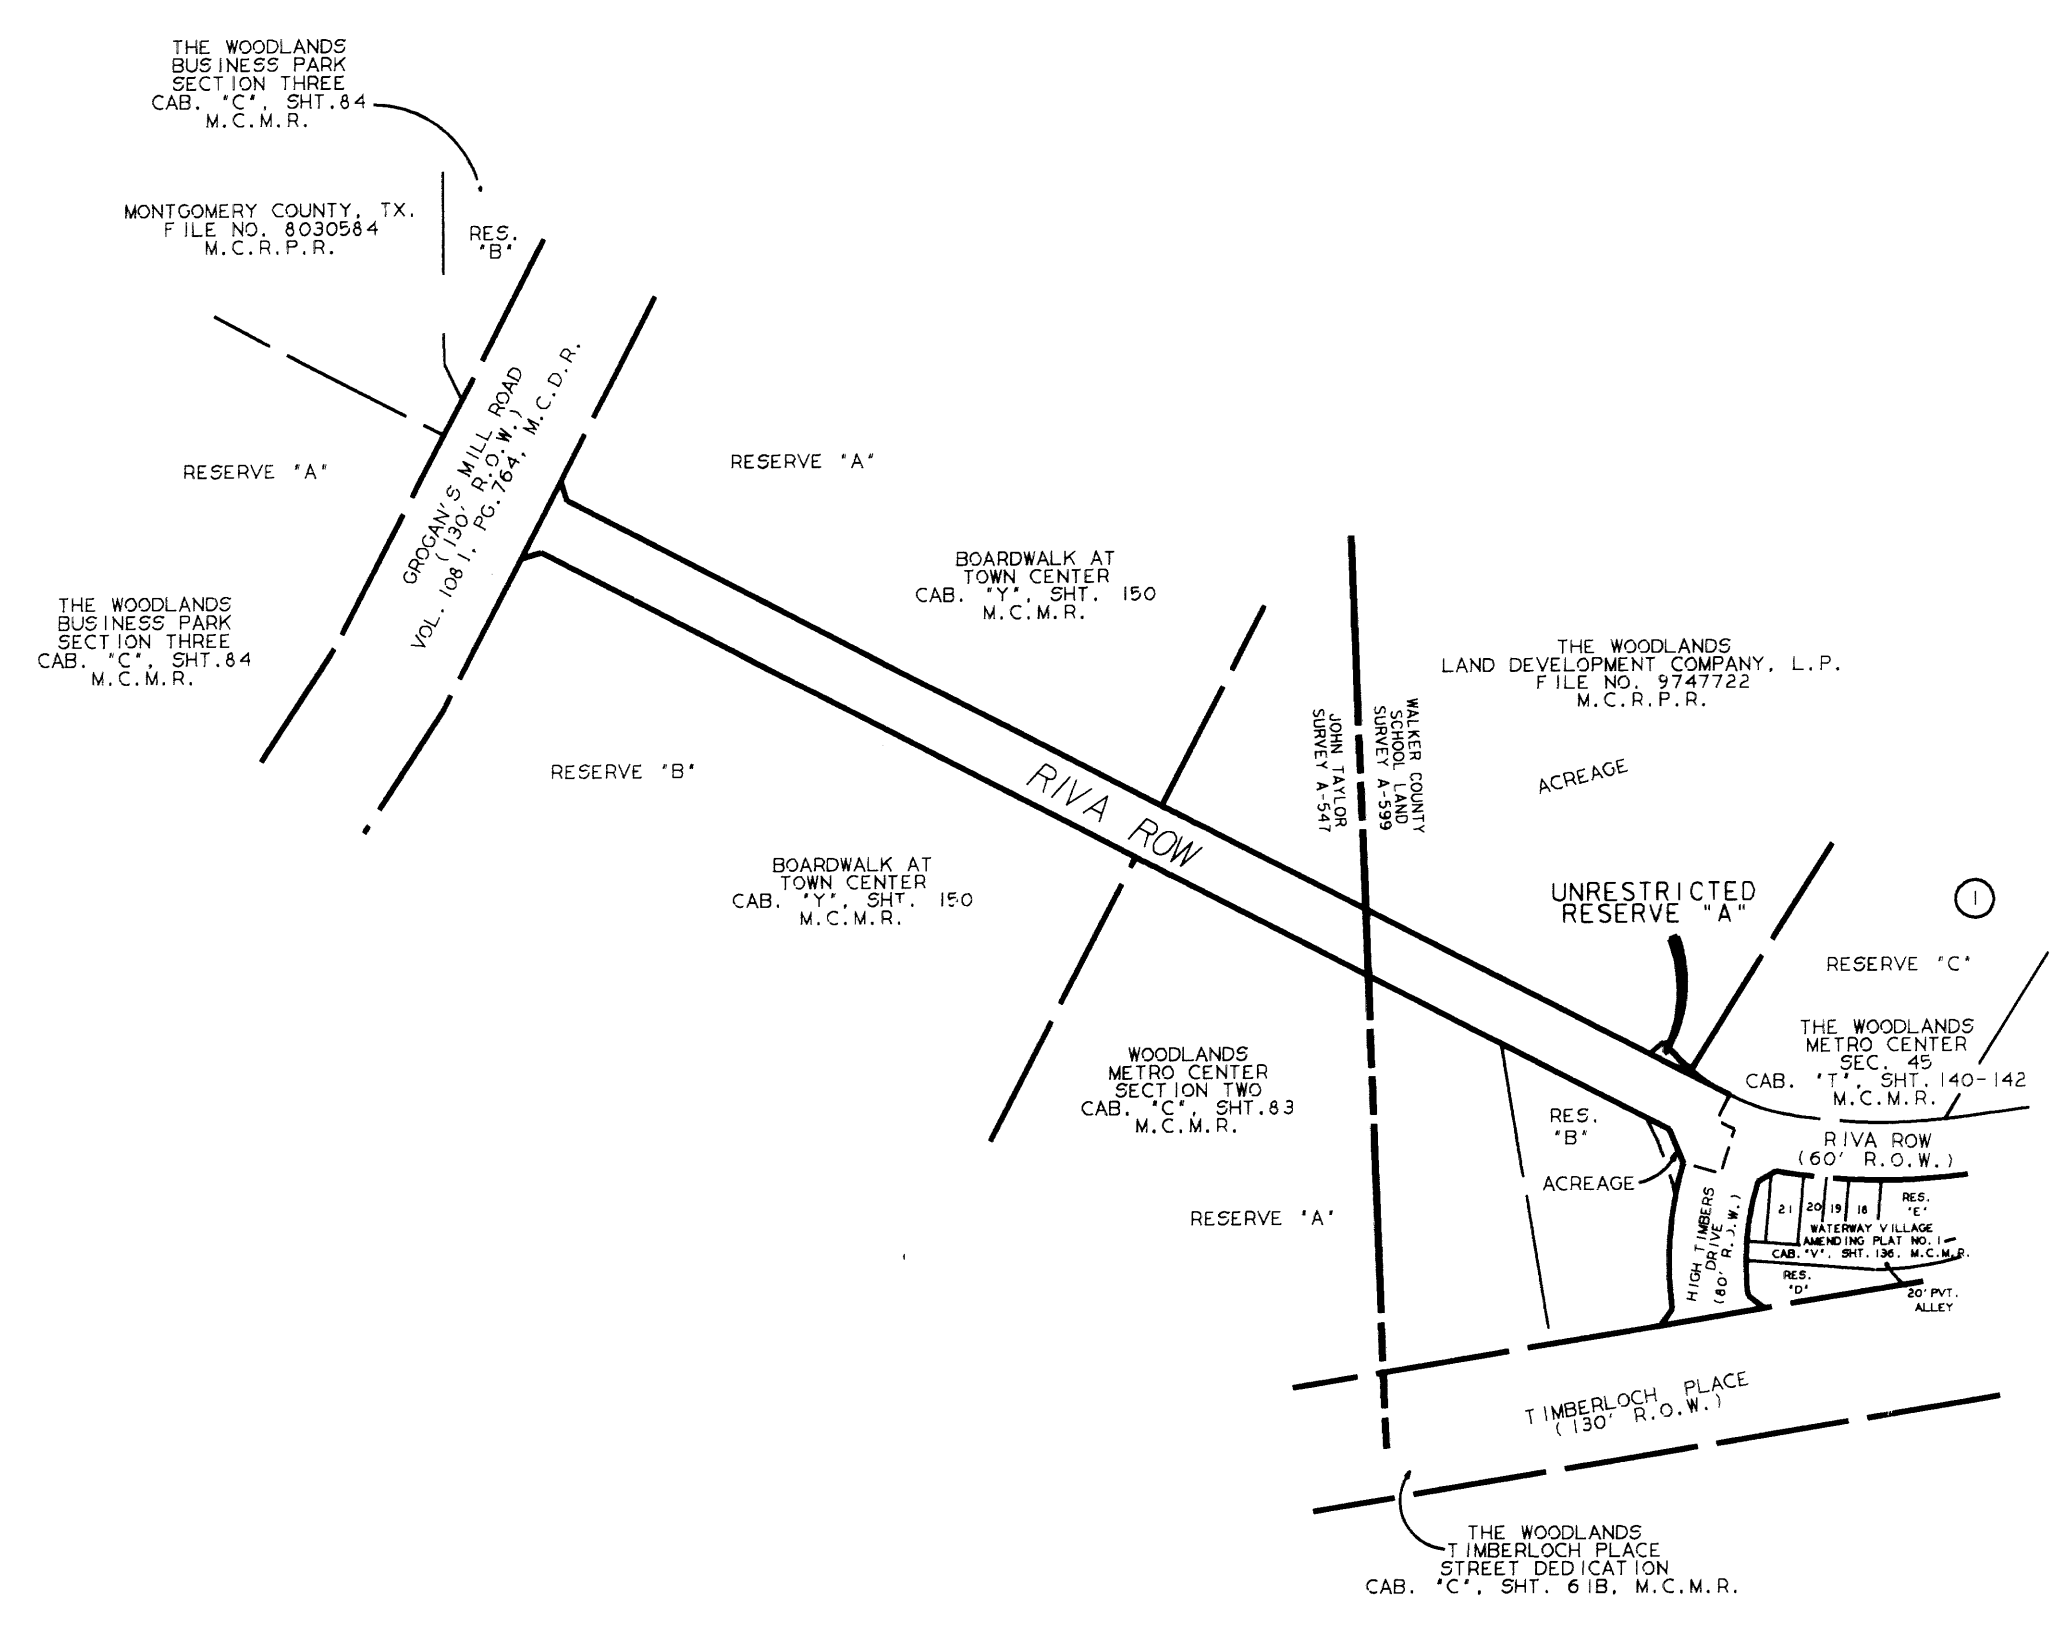 THE WOODLANDS
BUSINESS PARK
SECTION THREE
CAB. "C", SHT.84
M.C.M.R.
MONTGOMERY COUNTY, TX.
FILE NO. 8030584
M.C.R.P.R.
RES.
"B"
GROGAN'S MILL ROAD
(130' R.O.W.)
VOL. 1081, PG.764, M.C.D.R.
RESERVE "A"
RESERVE "A"
THE WOODLANDS
BUSINESS PARK
SECTION THREE
CAB. "C", SHT.84
M.C.M.R.
BOARDWALK AT
TOWN CENTER
CAB. "Y", SHT. 150
M.C.M.R.
THE WOODLANDS
LAND DEVELOPMENT COMPANY, L.P.
FILE NO. 9747722
M.C.R.P.R.
WALKER COUNTY
SCHOOL LAND
SURVEY A-599
JOHN TAYLOR
SURVEY A-547
ACREAGE
RESERVE "B"
RIVA ROW
BOARDWALK AT
TOWN CENTER
CAB. "Y", SHT. 150
M.C.M.R.
UNRESTRICTED
RESERVE "A"
1
RESERVE "C"
THE WOODLANDS
METRO CENTER
SEC. 45
CAB. "T", SHT. 140-142
M.C.M.R.
WOODLANDS
METRO CENTER
SECTION TWO
CAB. "C", SHT.83
M.C.M.R.
RES.
"B"
ACREAGE
RIVA ROW
(60' R.O.W.)
RESERVE "A"
HIGH TIMBERS
DRIVE
(80' R.O.W.)
21 20 19 18
RES.
"E"
WATERWAY VILLAGE
AMENDING PLAT NO. 1
CAB. "V", SHT. 136, M.C.M.R.
RES.
"D"
20' PVT.
ALLEY
TIMBERLOCH PLACE
(130' R.O.W.)
THE WOODLANDS
TIMBERLOCH PLACE
STREET DEDICATION
CAB. "C", SHT. 61B, M.C.M.R.